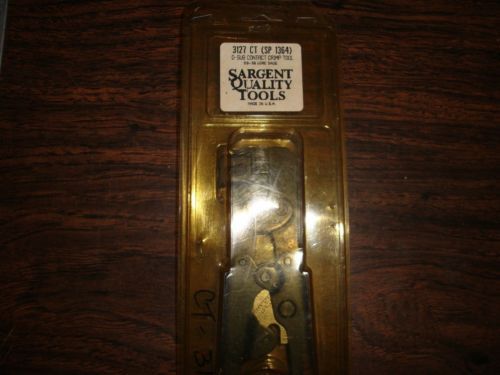 3127 CT (SP 1364)
D-SUB CONTACT CRIMP TOOL
SARGENT
QUALITY
TOOLS
MADE IN U.S.A.
CT-3